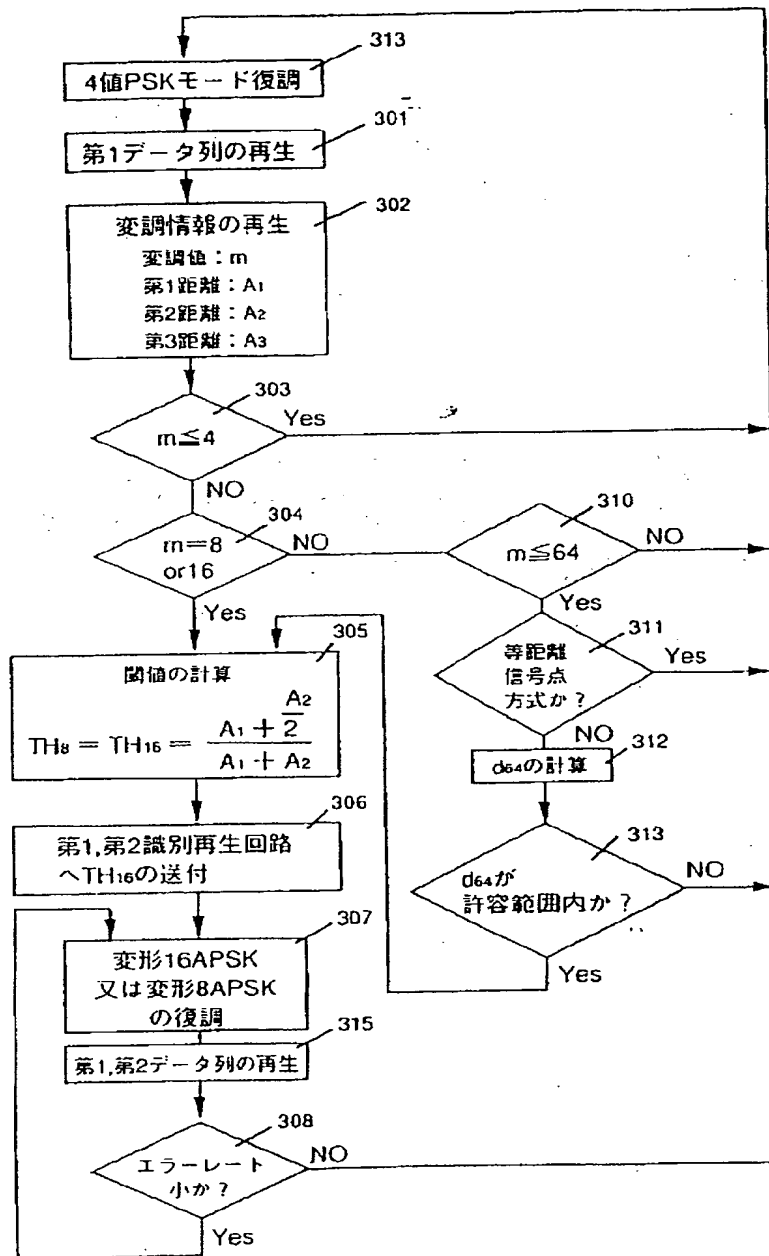 313
4値PSKモード復調
301
第1データ列の再生
302
変調情報の再生
変調値:m
第1距離:A₁
第2距離:A₂
第3距離:A₃
303
m≦4
Yes
NO
304
m=8
or16
NO
Yes
310
m≦64
NO
Yes
311
等距離
信号点
方式か?
Yes
NO
312
d₆₄の計算
313
d₆₄が
許容範囲内か?
NO
Yes
305
閾値の計算
TH₈ = TH₁₆ = (A₁ + A₂/2) / (A₁ + A₂)
306
第1,第2識別再生回路
へTH₁₆の送付
307
変形16APSK
又は変形8APSK
の復調
315
第1,第2データ列の再生
308
エラーレート
小か?
NO
Yes